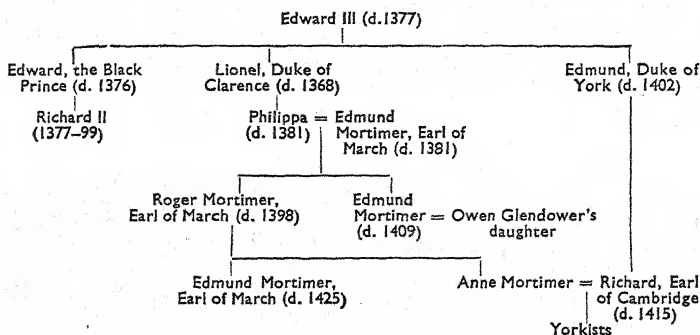 Edward III (d.1377)
Edward, the Black
Prince (d. 1376)
Lionel, Duke of
Clarence (d. 1368)
Edmund, Duke of
York (d. 1402)
Richard II
(1377–99)
Philippa = Edmund
(d. 1381) Mortimer, Earl of
March (d. 1381)
Roger Mortimer,
Earl of March (d. 1398)
Edmund
Mortimer = Owen Glendower's
(d. 1409) daughter
Edmund Mortimer,
Earl of March (d. 1425)
Anne Mortimer = Richard, Earl
of Cambridge
(d. 1415)
Yorkists